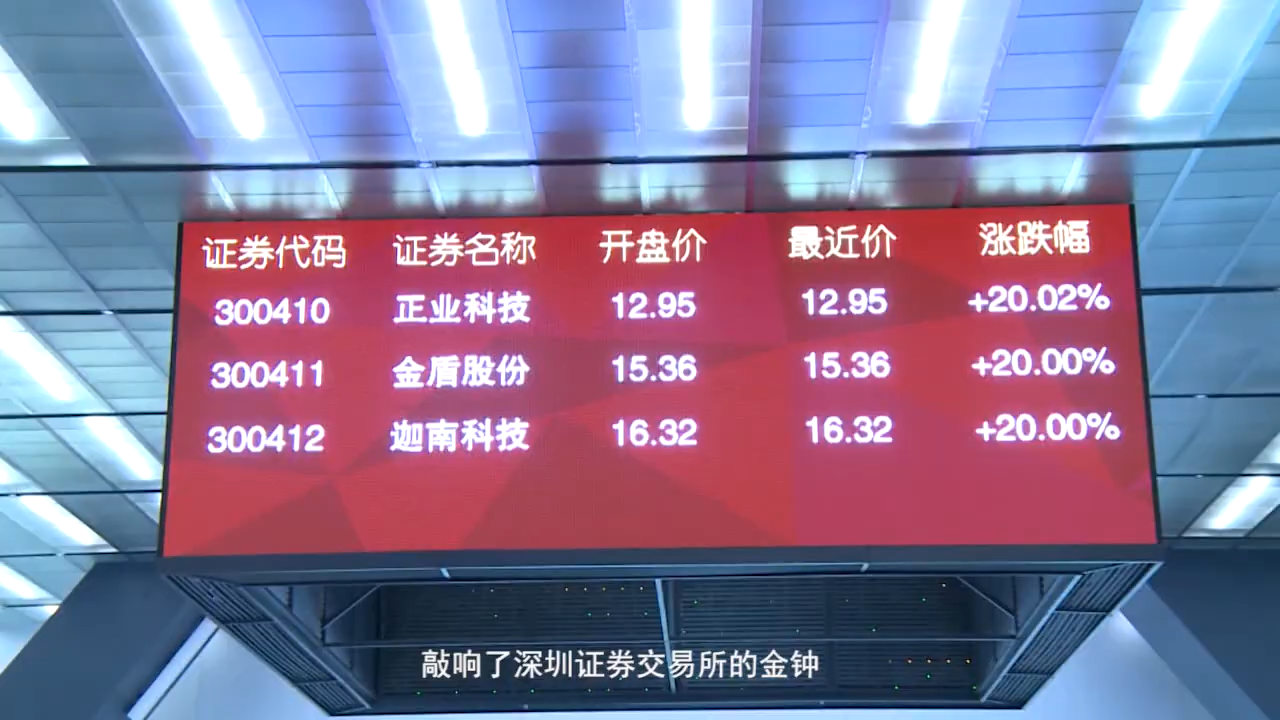 证券代码 证券名称 开盘价 最近价 涨跌幅
300410 正业科技 12.95 12.95 +20.02%
300411 金盾股份 15.36 15.36 +20.00%
300412 迦南科技 16.32 16.32 +20.00%
敲响了深圳证券交易所的金钟